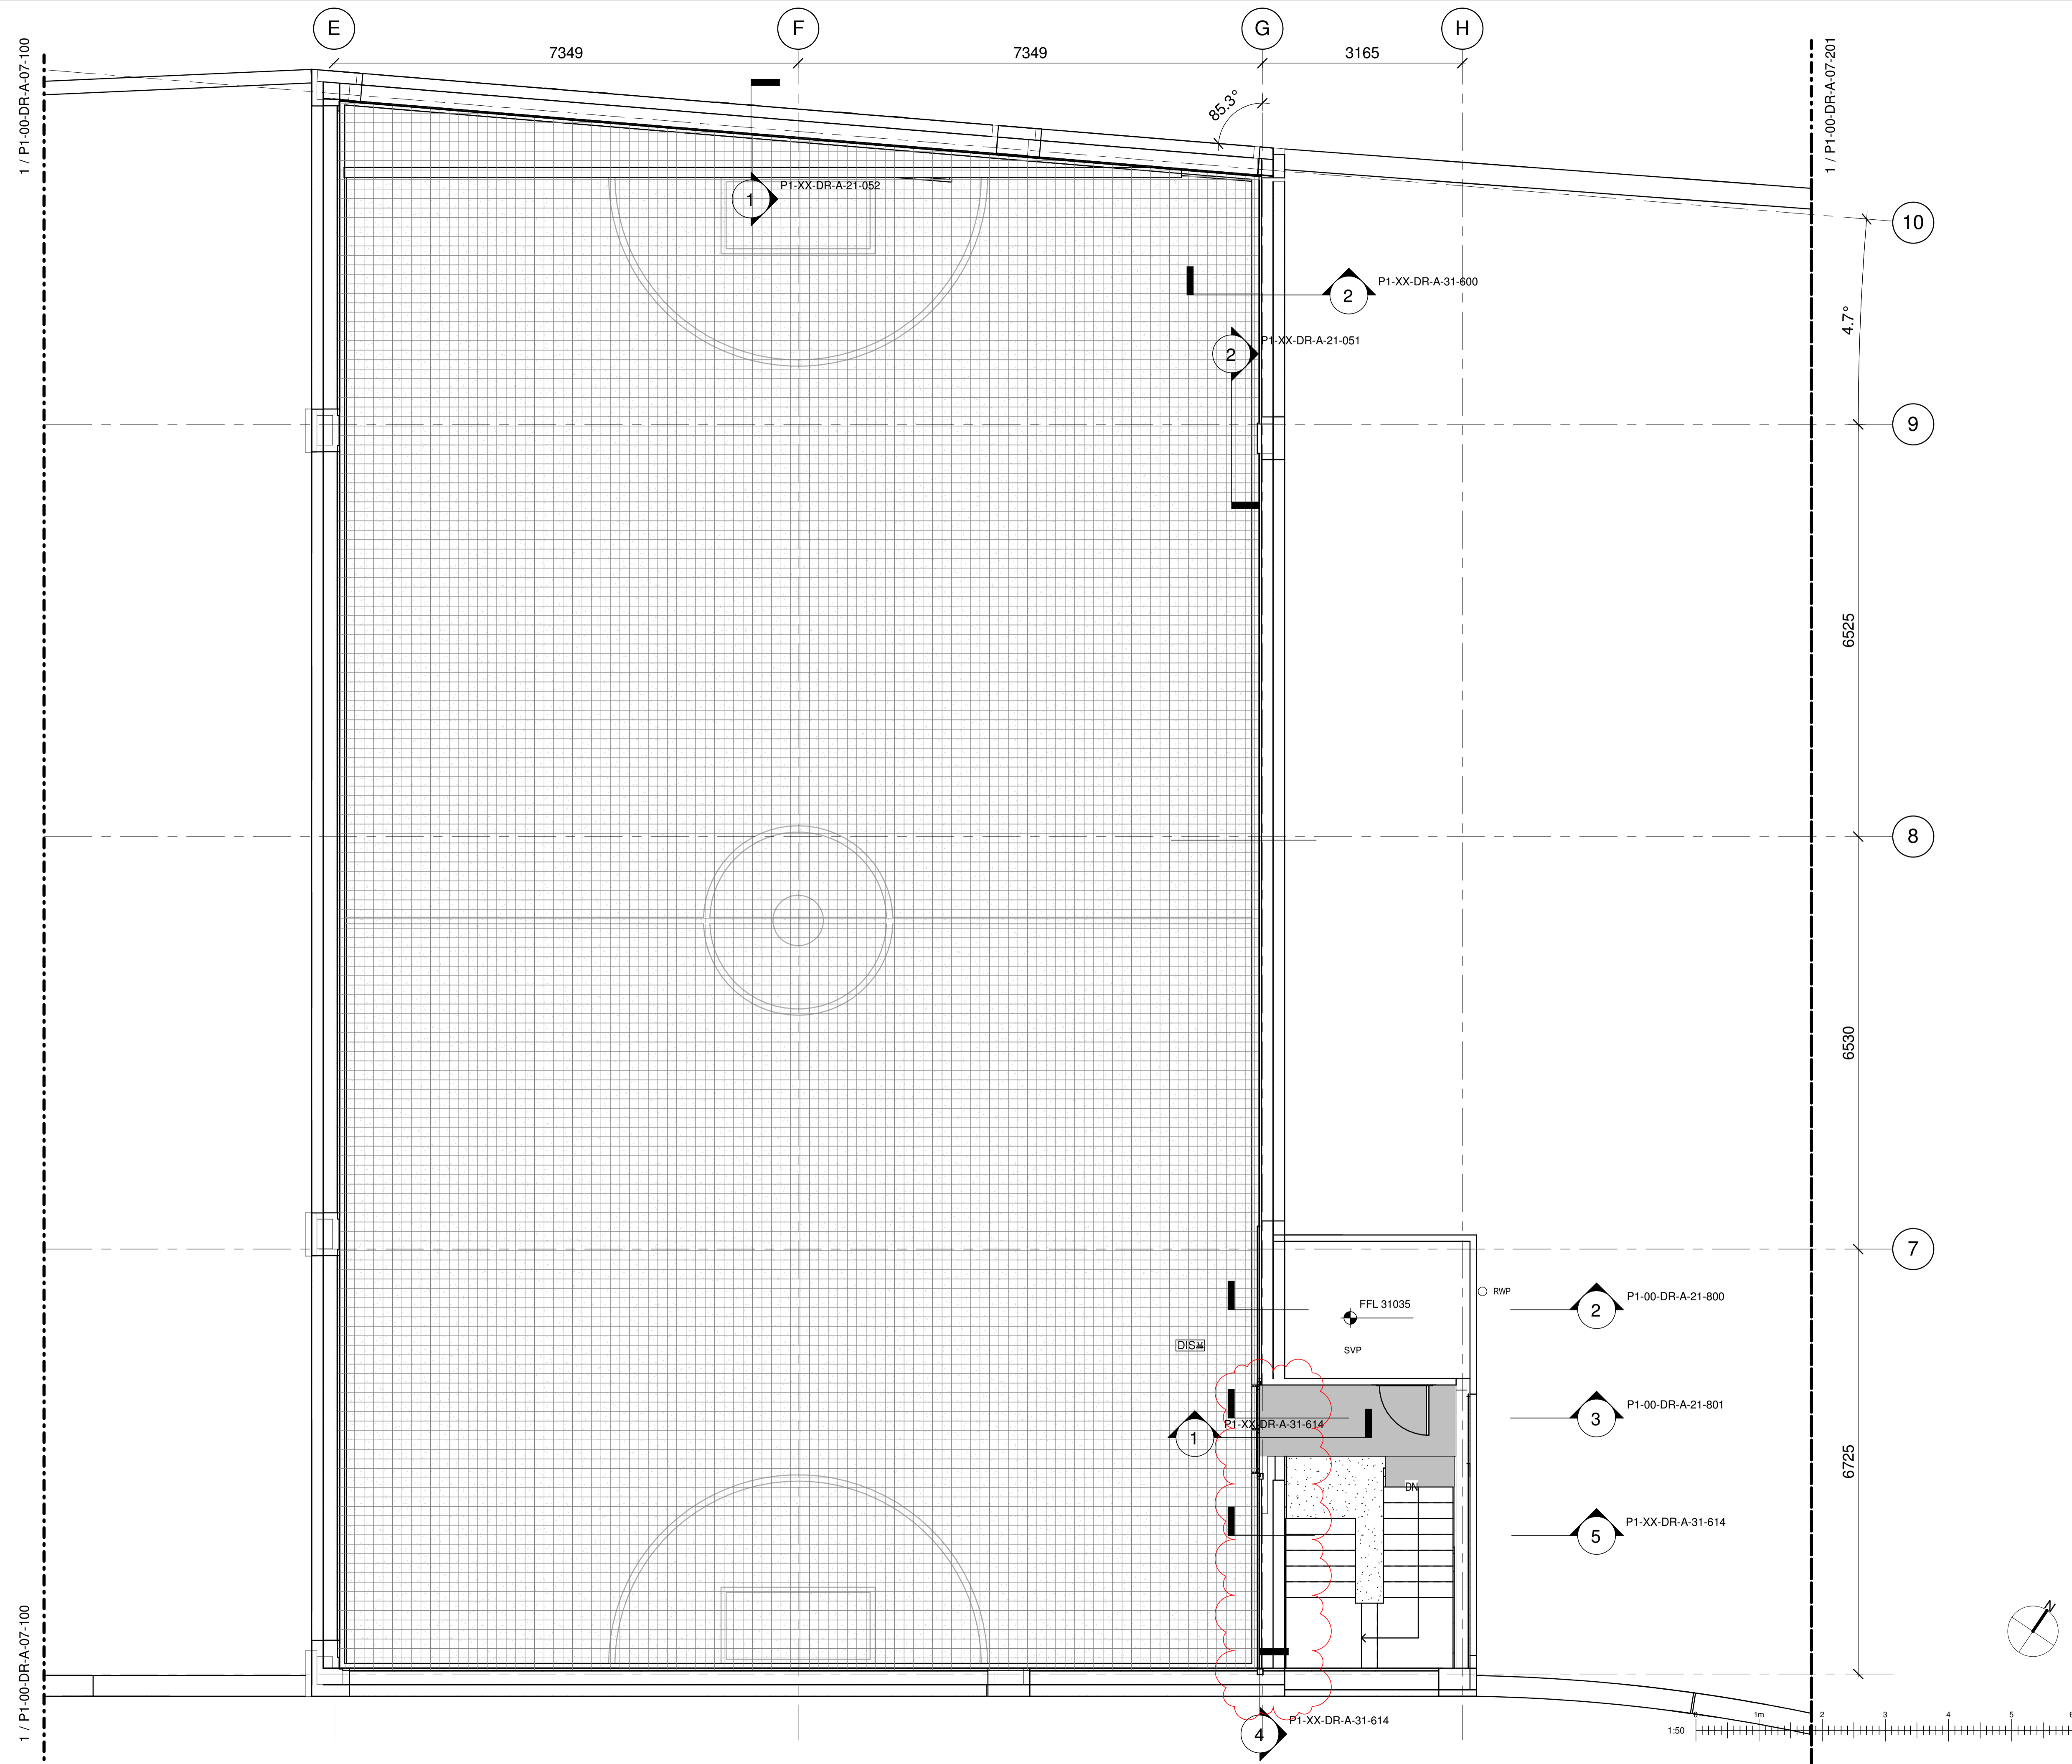 E
F
G
H
7349
7349
3165
1 / P1-00-DR-A-07-100
1 / P1-00-DR-A-07-201
85.3°
P1-XX-DR-A-21-052
1
10
P1-XX-DR-A-31-600
2
4.7°
P1-XX-DR-A-21-051
2
9
6525
8
6530
7
RWP
P1-00-DR-A-21-800
2
FFL 31035
DIS
SVP
P1-00-DR-A-21-801
3
P1-XX-DR-A-31-614
1
6725
DN
P1-XX-DR-A-31-614
5
N
1 / P1-00-DR-A-07-100
P1-XX-DR-A-31-614
4
1:50
0 1m 2 3 4 5 6